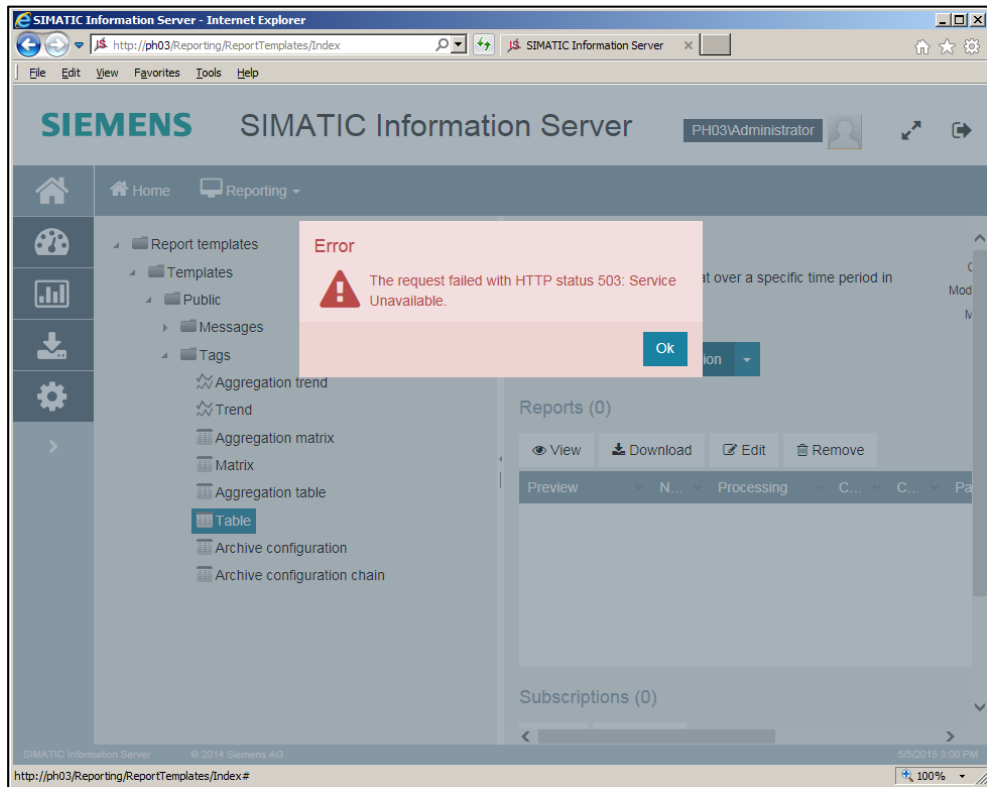 SIMATIC Information Server - Internet Explorer
http://ph03/Reporting/ReportTemplates/Index
SIMATIC Information Server
File Edit View Favorites Tools Help
SIEMENS SIMATIC Information Server PH03\Administrator
Home Reporting
Report templates
Templates
Public
Messages
Tags
Aggregation trend
Trend
Aggregation matrix
Matrix
Aggregation table
Table
Archive configuration
Archive configuration chain
Error
The request failed with HTTP status 503: Service
Unavailable.
Ok
at over a specific time period in
Mod
M
ion
Reports (0)
View Download Edit Remove
Preview N... Processing C... C... Pa
Subscriptions (0)
SIMATIC Information Server © 2014 Siemens AG 5/5/2015 3:00 PM
http://ph03/Reporting/ReportTemplates/Index#
100%